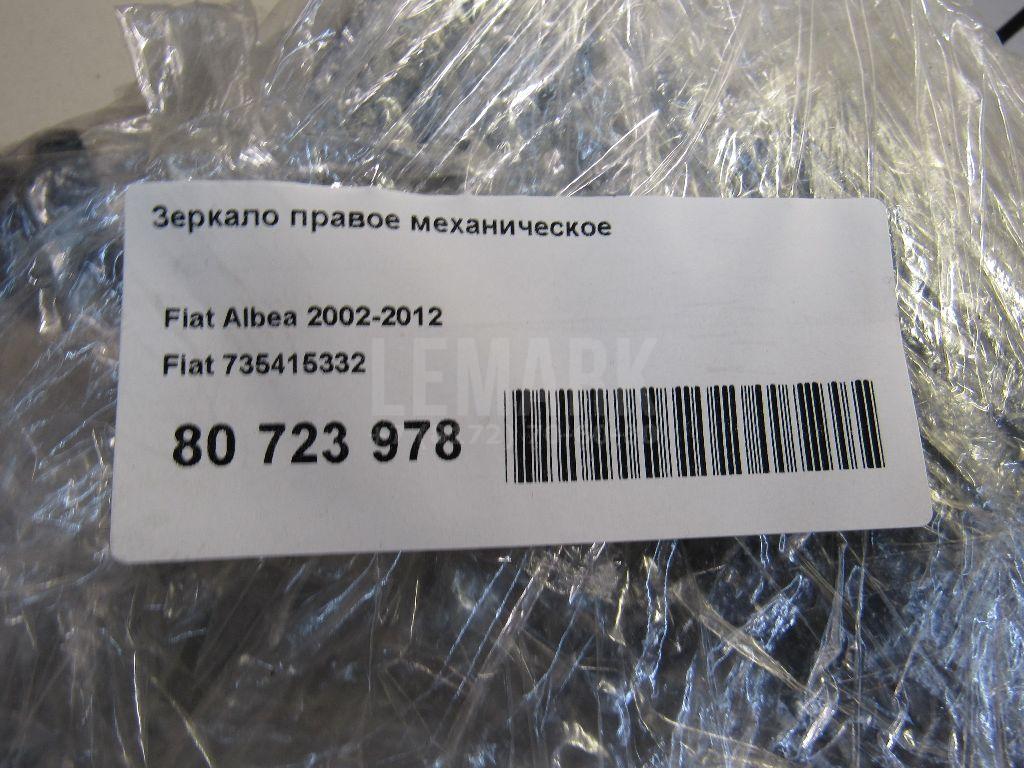 Зеркало правое механическое
Fiat Albea 2002-2012
Fiat 735415332
LEMARK
80 723 978